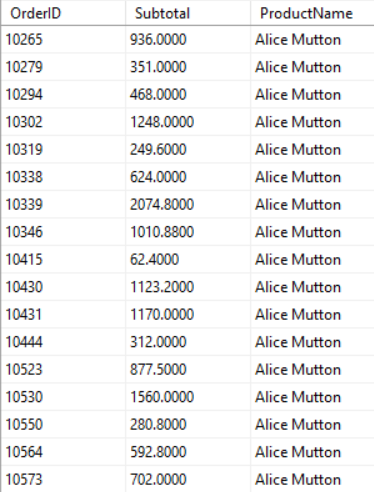 OrderID Subtotal ProductName
10265 936.0000 Alice Mutton
10279 351.0000 Alice Mutton
10294 468.0000 Alice Mutton
10302 1248.0000 Alice Mutton
10319 249.6000 Alice Mutton
10338 624.0000 Alice Mutton
10339 2074.8000 Alice Mutton
10346 1010.8800 Alice Mutton
10415 62.4000 Alice Mutton
10430 1123.2000 Alice Mutton
10431 1170.0000 Alice Mutton
10444 312.0000 Alice Mutton
10523 877.5000 Alice Mutton
10530 1560.0000 Alice Mutton
10550 280.8000 Alice Mutton
10564 592.8000 Alice Mutton
10573 702.0000 Alice Mutton